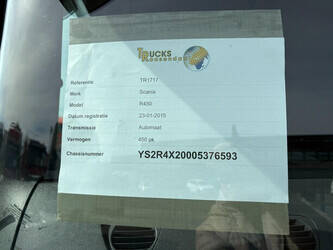 TRUCKS
Roosendaal
Referentie TR1717
Merk Scania
Model R450
Datum registratie 23-01-2015
Transmissie Automaat
Vermogen 450 pk
Chassisnummer YS2R4X20005376593